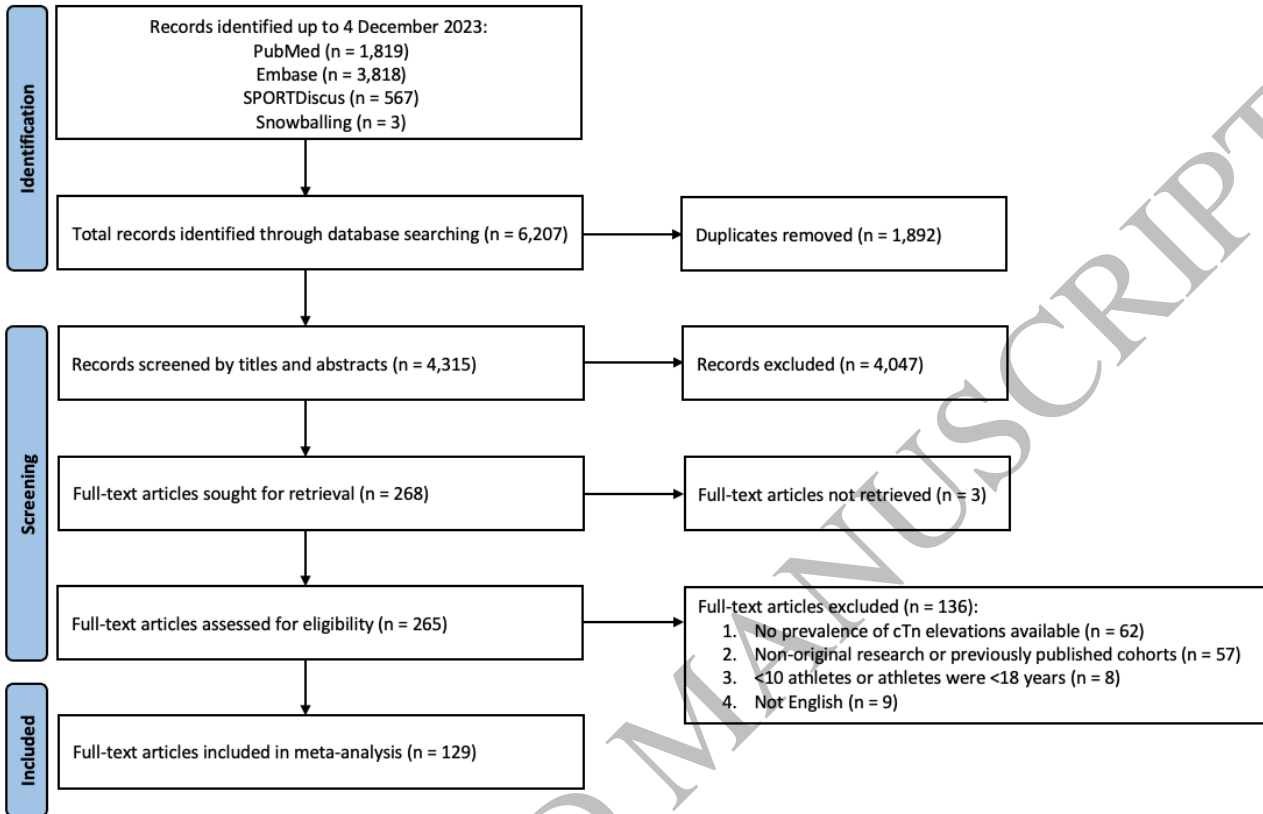 Identification
Records identified up to 4 December 2023:
PubMed (n = 1,819)
Embase (n = 3,818)
SPORTDiscus (n = 567)
Snowballing (n = 3)
Total records identified through database searching (n = 6,207)
Duplicates removed (n = 1,892)
Screening
Records screened by titles and abstracts (n = 4,315)
Records excluded (n = 4,047)
Full-text articles sought for retrieval (n = 268)
Full-text articles not retrieved (n = 3)
Full-text articles assessed for eligibility (n = 265)
Full-text articles excluded (n = 136):
1. No prevalence of cTn elevations available (n = 62)
2. Non-original research or previously published cohorts (n = 57)
3. <10 athletes or athletes were <18 years (n = 8)
4. Not English (n = 9)
Included
Full-text articles included in meta-analysis (n = 129)
MANUSCRIPT